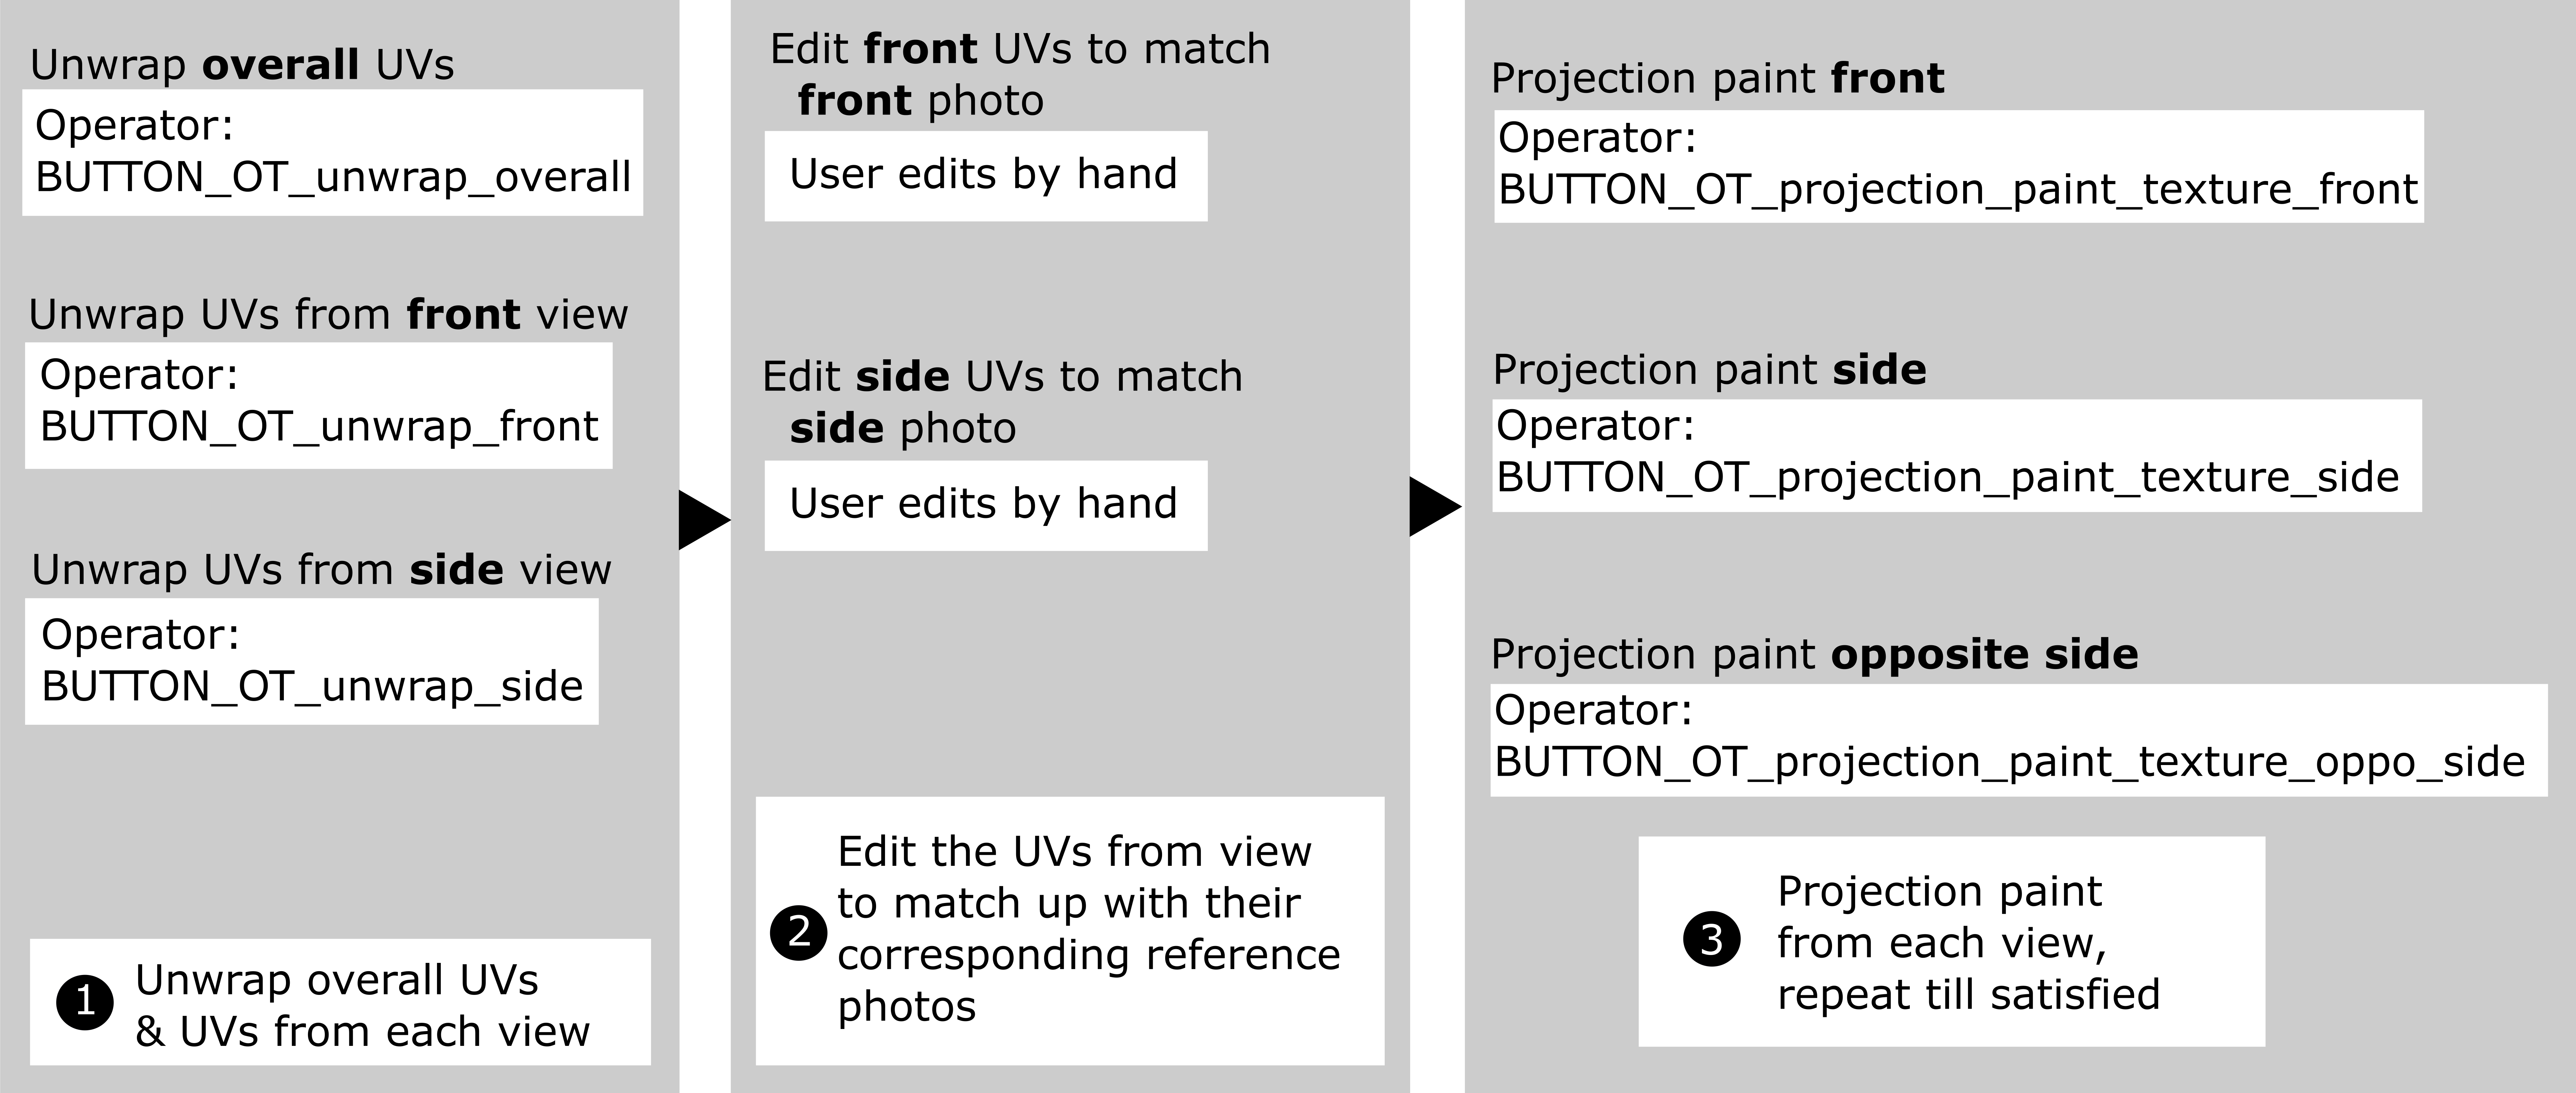 Unwrap overall UVs
Operator:
BUTTON_OT_unwrap_overall
Unwrap UVs from front view
Operator:
BUTTON_OT_unwrap_front
Unwrap UVs from side view
Operator:
BUTTON_OT_unwrap_side
1
Unwrap overall UVs
& UVs from each view
Edit front UVs to match
front photo
User edits by hand
Edit side UVs to match
side photo
User edits by hand
2
Edit the UVs from view
to match up with their
corresponding reference
photos
Projection paint front
Operator:
BUTTON_OT_projection_paint_texture_front
Projection paint side
Operator:
BUTTON_OT_projection_paint_texture_side
Projection paint opposite side
Operator:
BUTTON_OT_projection_paint_texture_oppo_side
3
Projection paint
from each view,
repeat till satisfied